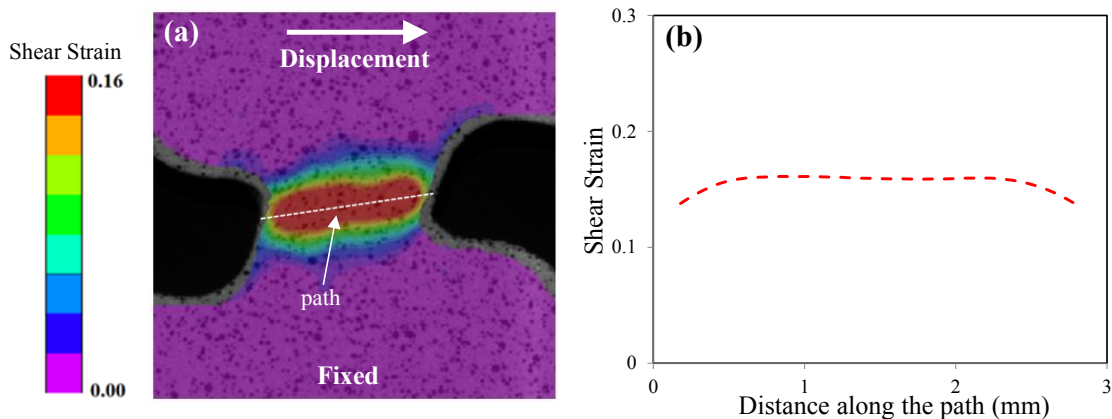 Shear Strain
0.16
0.00
(a)
Displacement
path
Fixed
(b)
Shear Strain
0.3
0.2
0.1
0
0 1 2 3
Distance along the path (mm)